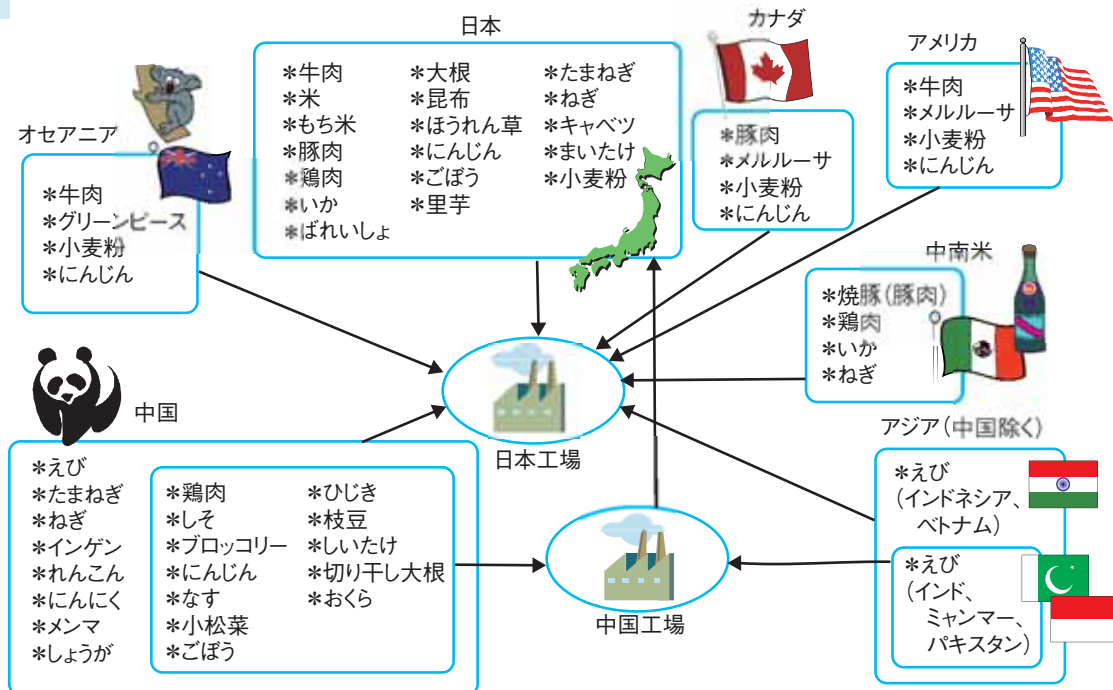 日本
*牛肉
*米
*もち米
*豚肉
*鶏肉
*いか
*ばれいしょ
*大根
*昆布
*ほうれん草
*にんじん
*ごぼう
*里芋
*たまねぎ
*ねぎ
*キャベツ
*まいたけ
*小麦粉
カナダ
*豚肉
*メルルーサ
*小麦粉
*にんじん
アメリカ
*牛肉
*メルルーサ
*小麦粉
*にんじん
オセアニア
*牛肉
*グリーンピース
*小麦粉
*にんじん
中南米
*焼豚(豚肉)
*鶏肉
*いか
*ねぎ
日本工場
中国
*えび
*たまねぎ
*ねぎ
*インゲン
*れんこん
*にんにく
*メンマ
*しょうが
*鶏肉
*しそ
*ブロッコリー
*にんじん
*なす
*小松菜
*ごぼう
*ひじき
*枝豆
*しいたけ
*切り干し大根
*おくら
中国工場
アジア(中国除く)
*えび
(インドネシア、
ベトナム)
*えび
(インド、
ミャンマー、
パキスタン)